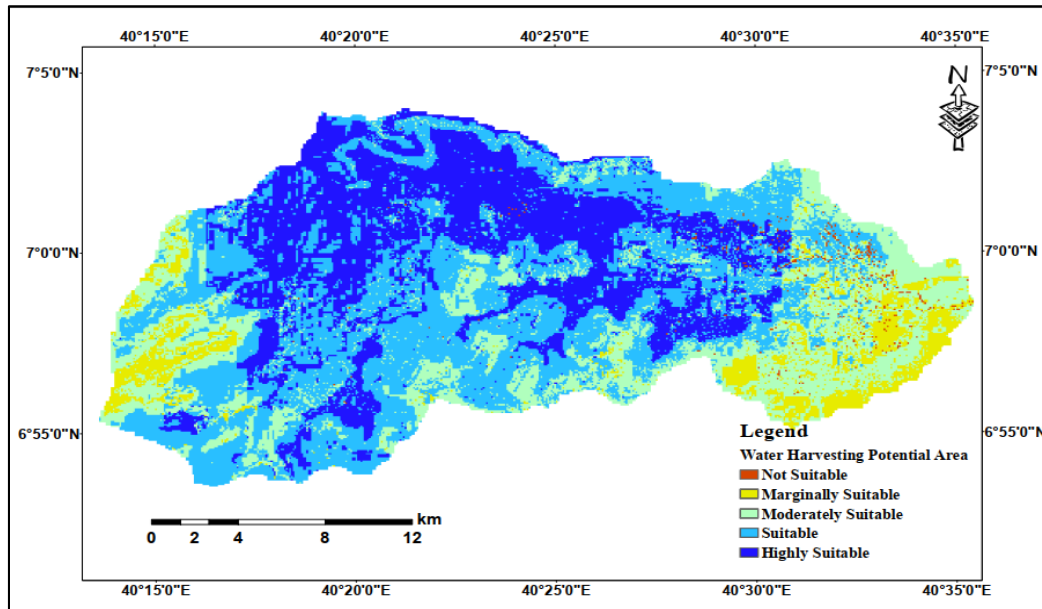 40°15'0"E 40°20'0"E 40°25'0"E 40°30'0"E 40°35'0"E
7°5'0"N 7°5'0"N
N
7°0'0"N 7°0'0"N
6°55'0"N 6°55'0"N
Legend
Water Harvesting Potential Area
Not Suitable
Marginally Suitable
Moderately Suitable
Suitable
Highly Suitable
km
0 2 4 8 12
40°15'0"E 40°20'0"E 40°25'0"E 40°30'0"E 40°35'0"E